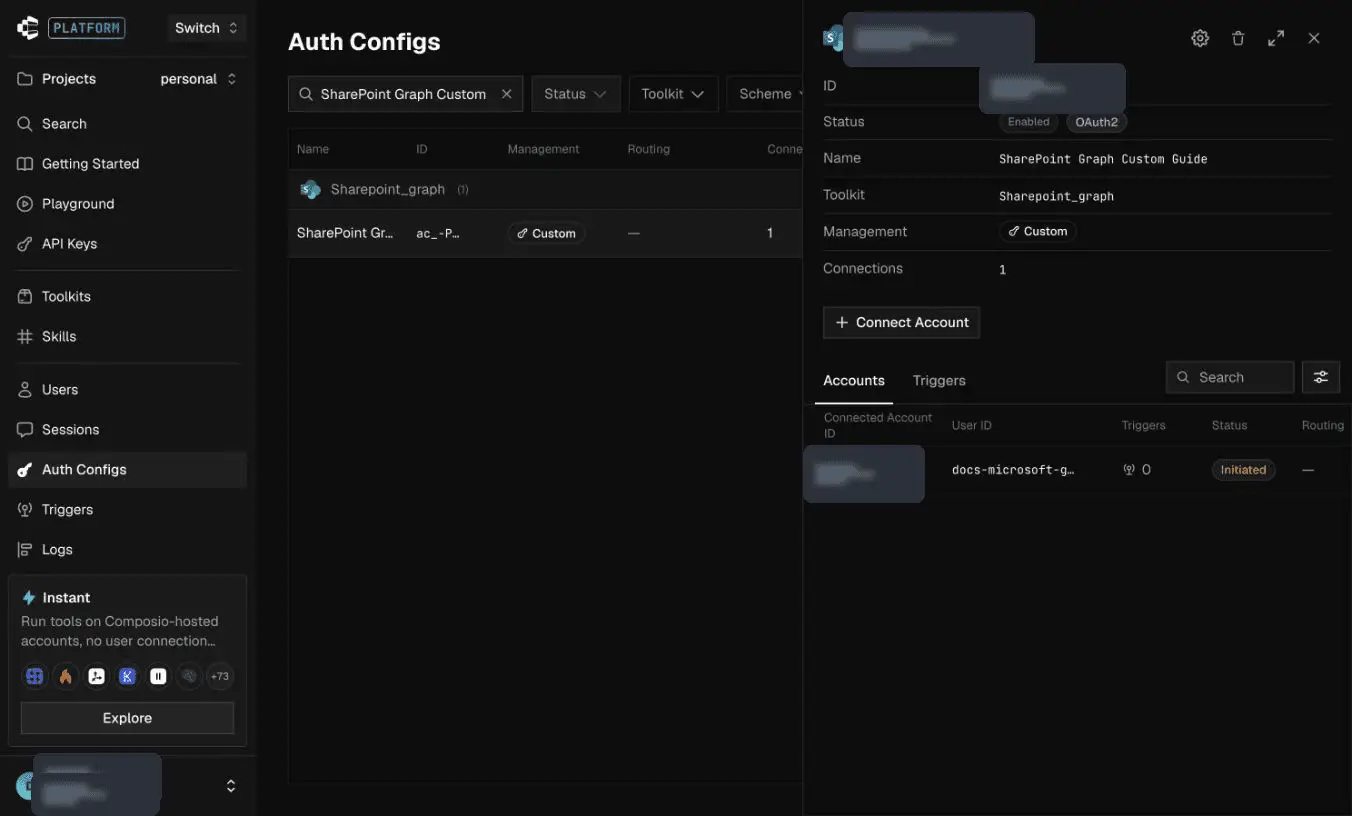 PLATFORM
Switch
Projects
personal
Search
Getting Started
Playground
API Keys
Toolkits
Skills
Users
Sessions
Auth Configs
Triggers
Logs
Instant
Run tools on Composio-hosted
accounts, no user connection...
+73
Explore
Auth Configs
SharePoint Graph Custom
Status
Toolkit
Scheme
Name ID Management Routing Conne
Sharepoint_graph (1)
SharePoint Gr... ac_-P... Custom — 1
ID
Status Enabled OAuth2
Name SharePoint Graph Custom Guide
Toolkit Sharepoint_graph
Management Custom
Connections 1
+ Connect Account
Accounts Triggers Search
Connected Account
ID
User ID Triggers Status Routing
docs-microsoft-g... 0 Initiated —